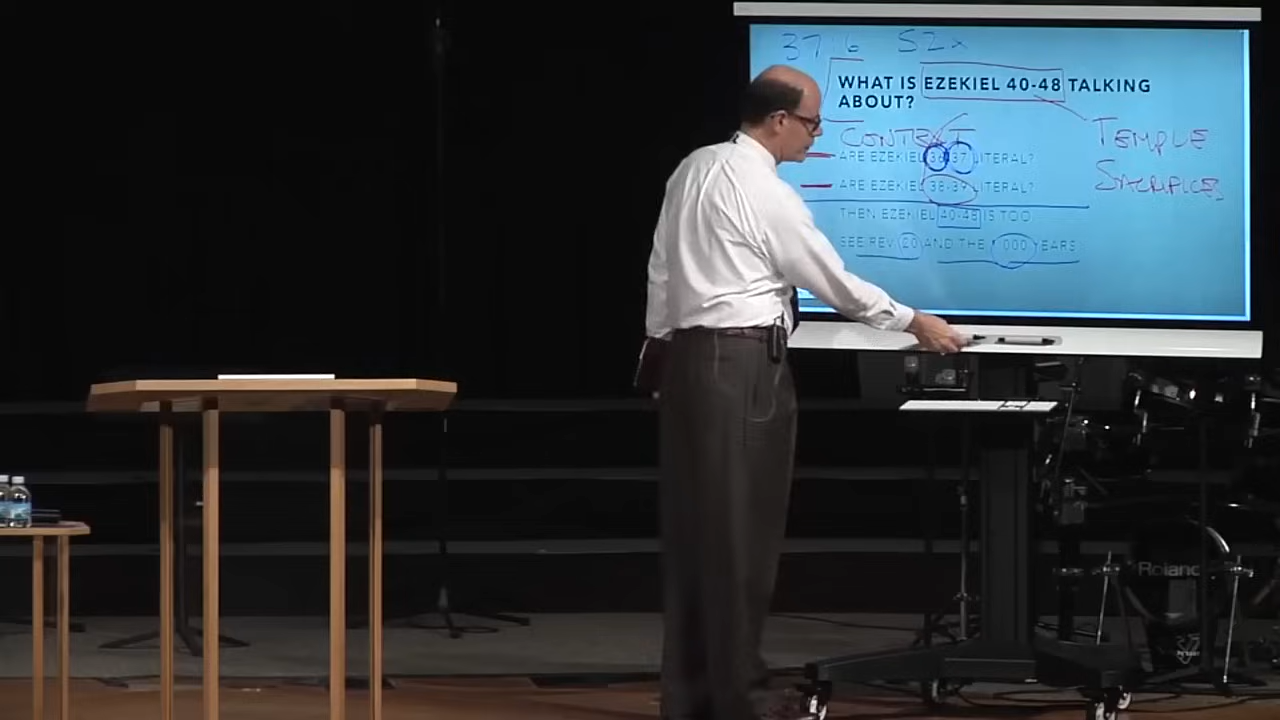 37:6 52x
WHAT IS EZEKIEL 40-48 TALKING
ABOUT?
CONTEXT
TEMPLE
SACRIFICES
ARE EZEKIEL 36-37 LITERAL?
ARE EZEKIEL 38-39 LITERAL?
THEN EZEKIEL 40-48 IS TOO
SEE REV 20 AND THE 1000 YEARS
Roland